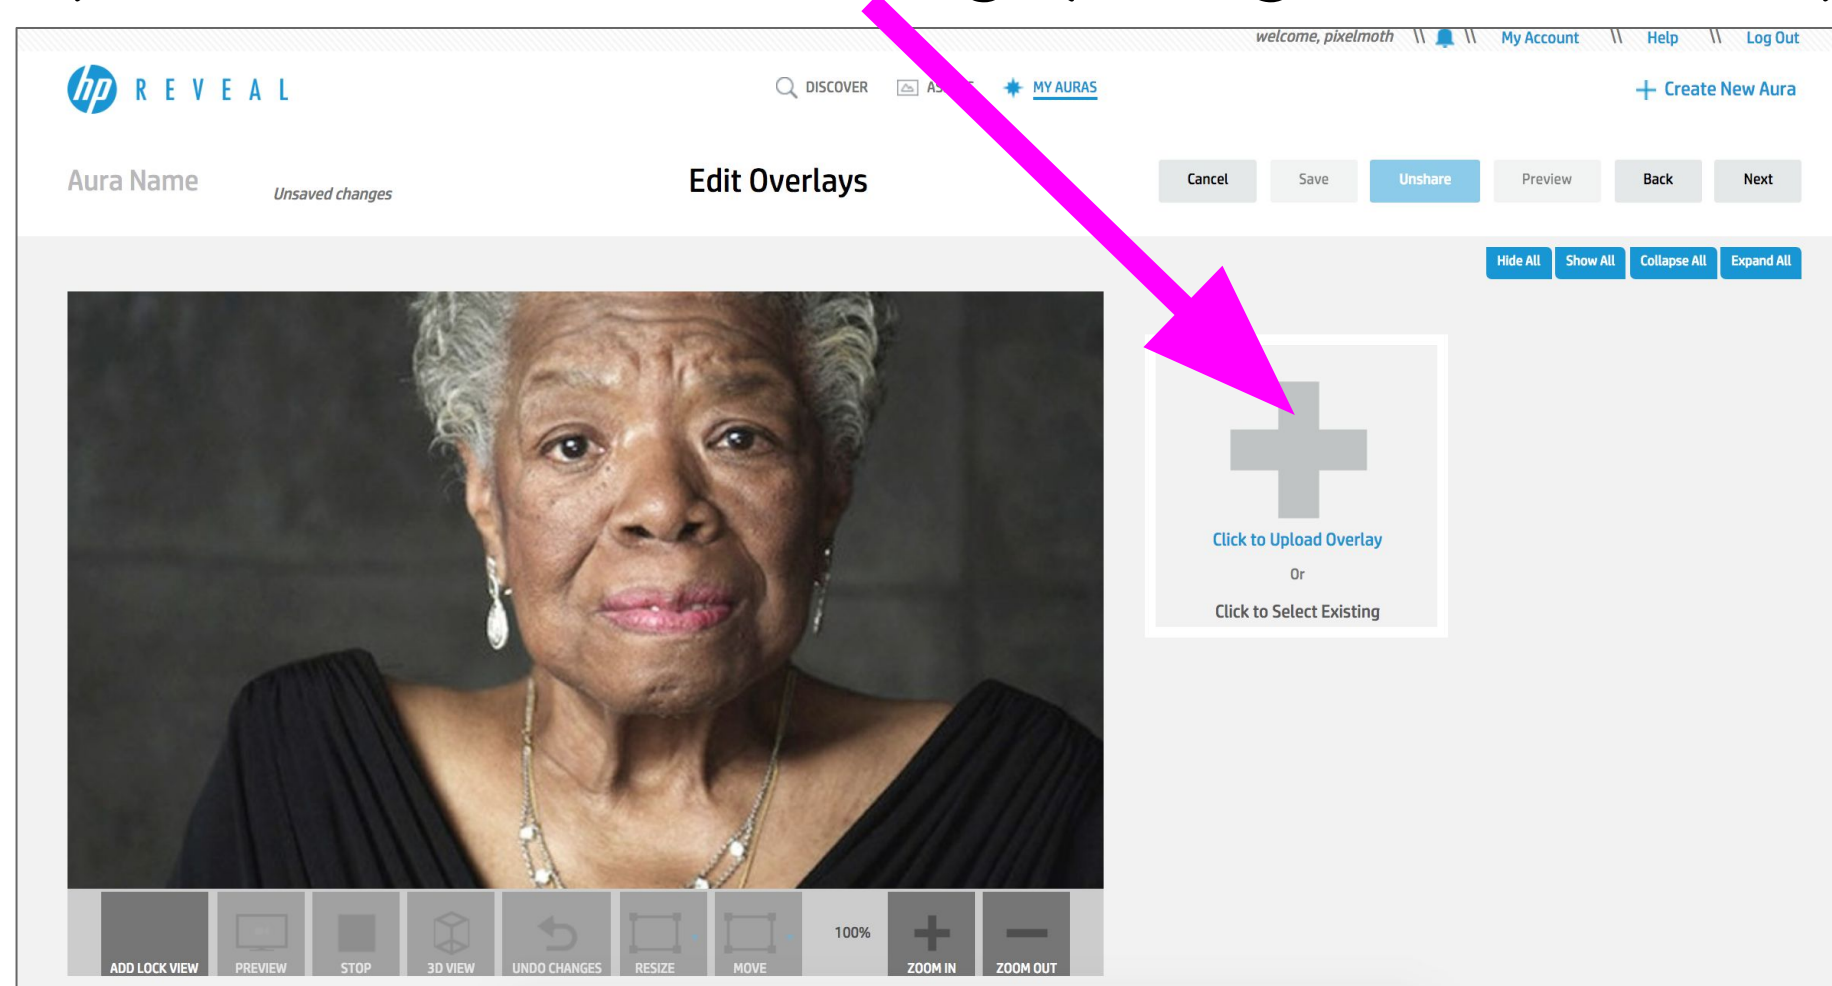 welcome, pixelmoth \\ \\ My Account \\ Help \\ Log Out
hp REVEAL
DISCOVER
MY AURAS
Create New Aura
Aura Name
Unsaved changes
Edit Overlays
Cancel
Save
Unshare
Preview
Back
Next
Hide All
Show All
Collapse All
Expand All
Click to Upload Overlay
Or
Click to Select Existing
ADD LOCK VIEW
PREVIEW
STOP
3D VIEW
UNDO CHANGES
RESIZE
MOVE
100%
ZOOM IN
ZOOM OUT